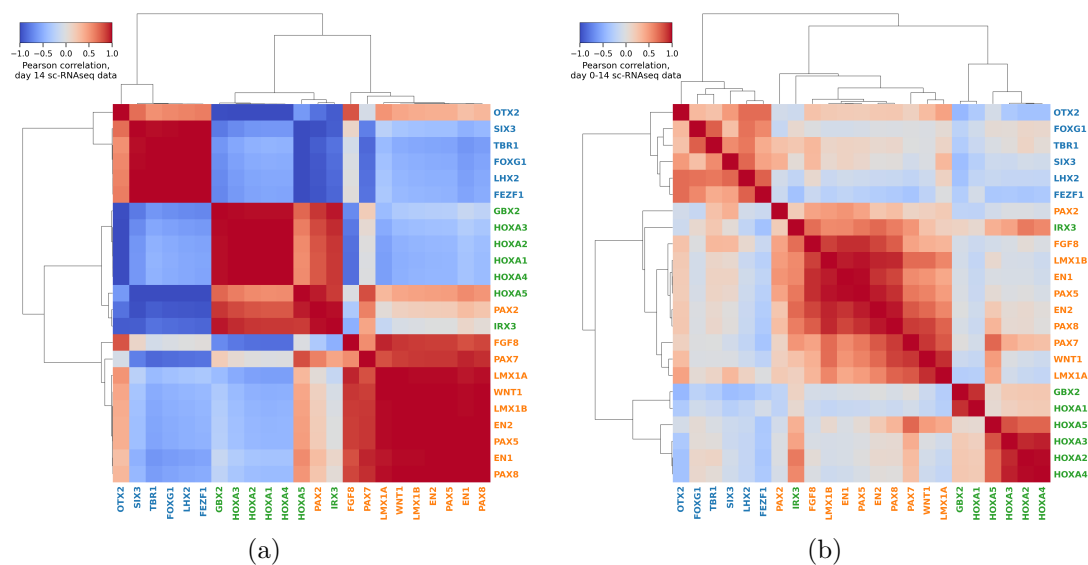 −1.0 −0.5 0.0 0.5 1.0
Pearson correlation,
day 14 sc-RNAseq data
OTX2
SIX3
TBR1
FOXG1
LHX2
FEZF1
GBX2
HOXA3
HOXA2
HOXA1
HOXA4
HOXA5
PAX2
IRX3
FGF8
PAX7
LMX1A
WNT1
LMX1B
EN2
PAX5
EN1
PAX8
OTX2 SIX3 TBR1 FOXG1 LHX2 FEZF1 GBX2 HOXA3 HOXA2 HOXA1 HOXA4 HOXA5 PAX2 IRX3 FGF8 PAX7 LMX1A WNT1 LMX1B EN2 PAX5 EN1 PAX8
(a)
−1.0 −0.5 0.0 0.5 1.0
Pearson correlation,
day 0-14 sc-RNAseq data
OTX2
FOXG1
TBR1
SIX3
LHX2
FEZF1
PAX2
IRX3
FGF8
LMX1B
EN1
PAX5
EN2
PAX8
PAX7
WNT1
LMX1A
GBX2
HOXA1
HOXA5
HOXA3
HOXA2
HOXA4
OTX2 FOXG1 TBR1 SIX3 LHX2 FEZF1 PAX2 IRX3 FGF8 LMX1B EN1 PAX5 EN2 PAX8 PAX7 WNT1 LMX1A GBX2 HOXA1 HOXA5 HOXA3 HOXA2 HOXA4
(b)